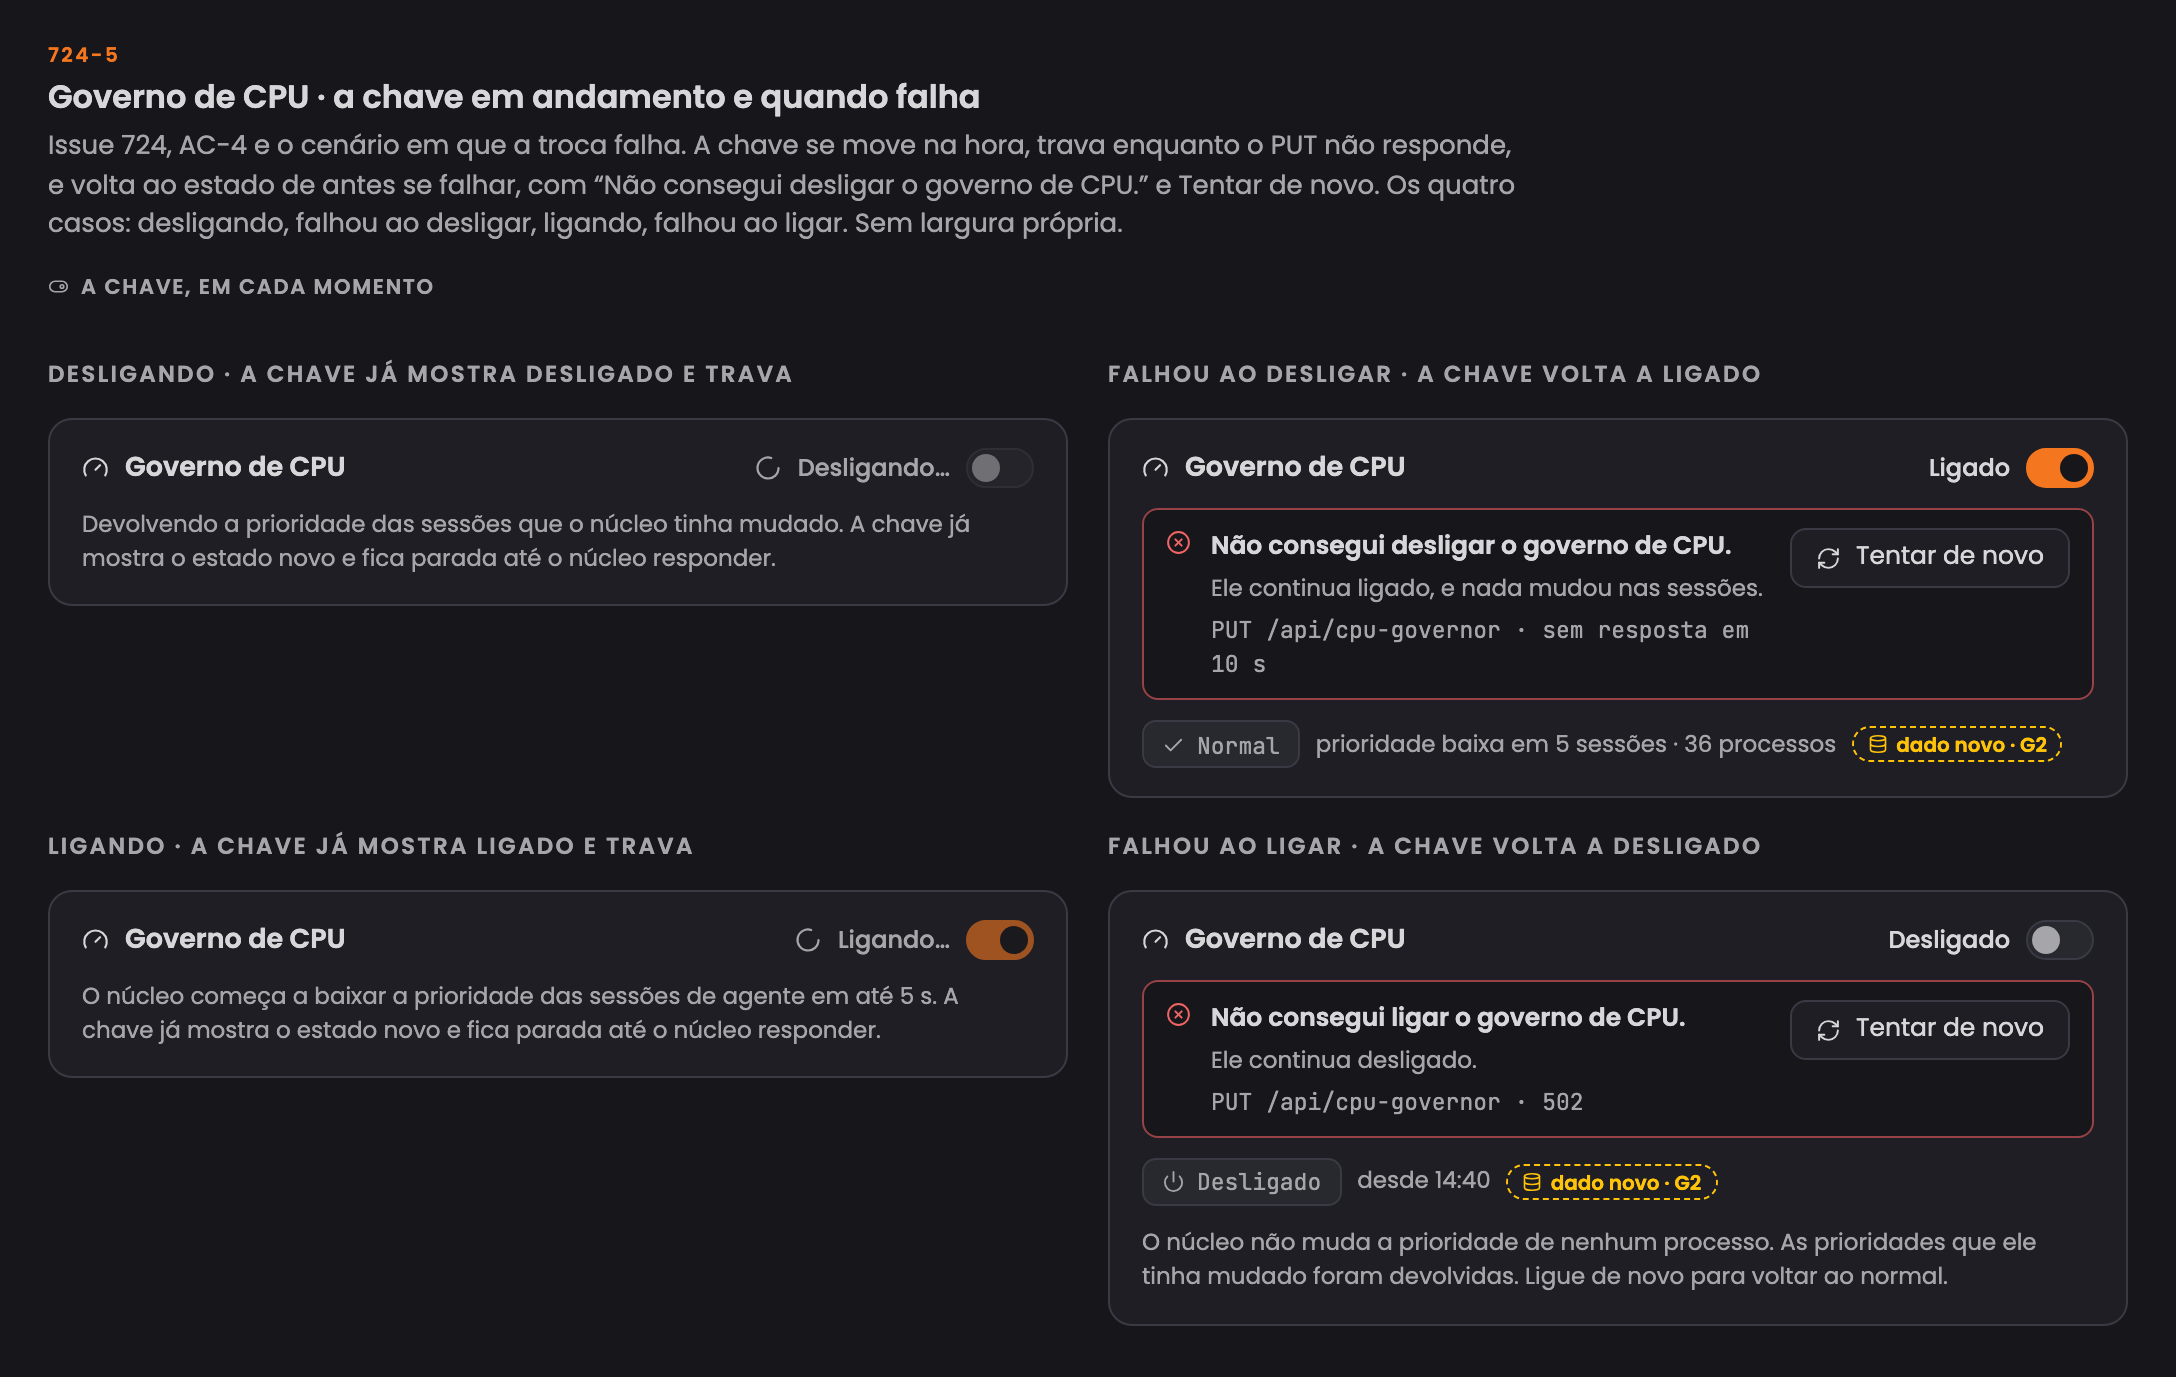 724-5
Governo de CPU · a chave em andamento e quando falha
Issue 724, AC-4 e o cenário em que a troca falha. A chave se move na hora, trava enquanto o PUT não responde,
e volta ao estado de antes se falhar, com “Não consegui desligar o governo de CPU.” e Tentar de novo. Os quatro
casos: desligando, falhou ao desligar, ligando, falhou ao ligar. Sem largura própria.
A CHAVE, EM CADA MOMENTO
DESLIGANDO · A CHAVE JÁ MOSTRA DESLIGADO E TRAVA
Governo de CPU
Desligando…
Devolvendo a prioridade das sessões que o núcleo tinha mudado. A chave já
mostra o estado novo e fica parada até o núcleo responder.
FALHOU AO DESLIGAR · A CHAVE VOLTA A LIGADO
Governo de CPU
Ligado
Não consegui desligar o governo de CPU.
Tentar de novo
Ele continua ligado, e nada mudou nas sessões.
PUT /api/cpu-governor · sem resposta em
10 s
Normal
prioridade baixa em 5 sessões · 36 processos
dado novo · G2
LIGANDO · A CHAVE JÁ MOSTRA LIGADO E TRAVA
Governo de CPU
Ligando…
O núcleo começa a baixar a prioridade das sessões de agente em até 5 s. A
chave já mostra o estado novo e fica parada até o núcleo responder.
FALHOU AO LIGAR · A CHAVE VOLTA A DESLIGADO
Governo de CPU
Desligado
Não consegui ligar o governo de CPU.
Tentar de novo
Ele continua desligado.
PUT /api/cpu-governor · 502
Desligado
desde 14:40
dado novo · G2
O núcleo não muda a prioridade de nenhum processo. As prioridades que ele
tinha mudado foram devolvidas. Ligue de novo para voltar ao normal.